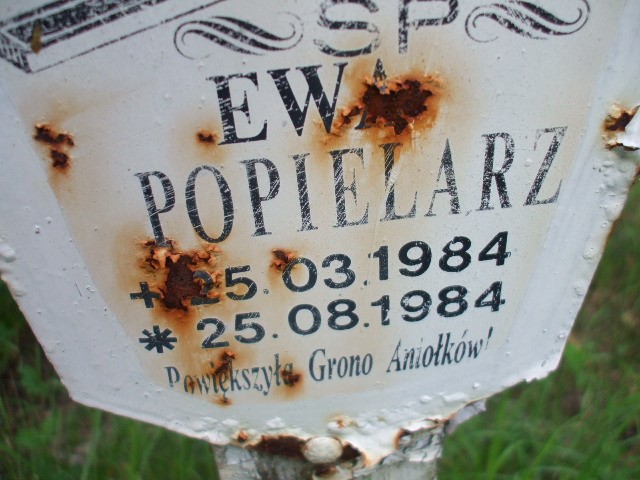 ŚP
EWA
POPIELARZ
+ 25.03.1984
* 25.08.1984
Powiększyła Grono Aniołków!